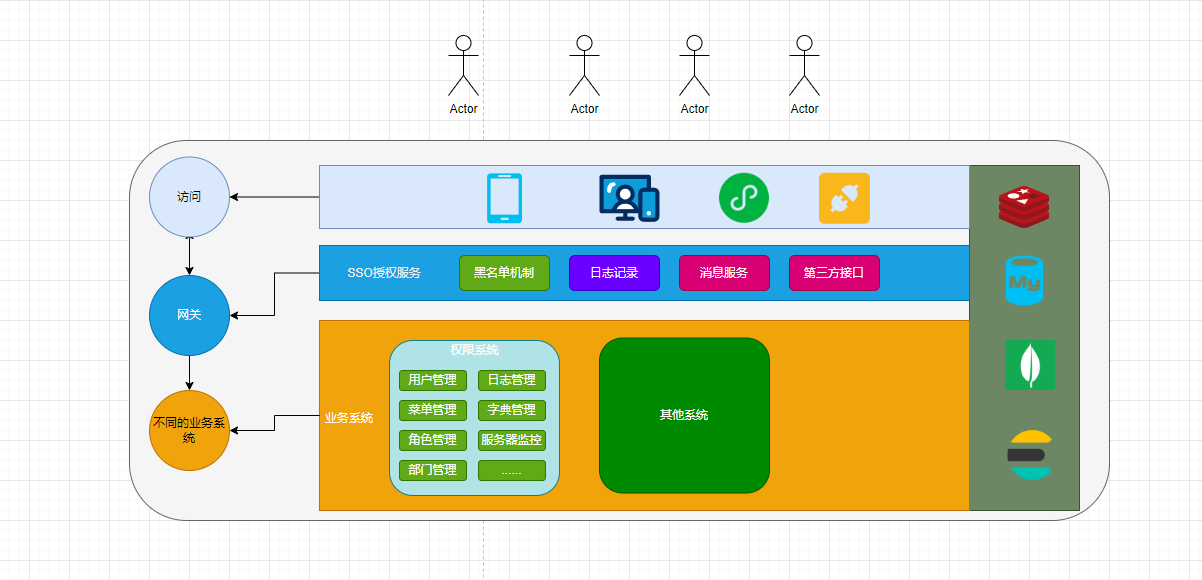 Actor
Actor
Actor
Actor
访问
SSO授权服务
黑名单机制
日志记录
消息服务
第三方接口
My
网关
权限系统
用户管理
日志管理
菜单管理
字典管理
业务系统
其他系统
不同的业务系
统
角色管理
服务器监控
部门管理
......